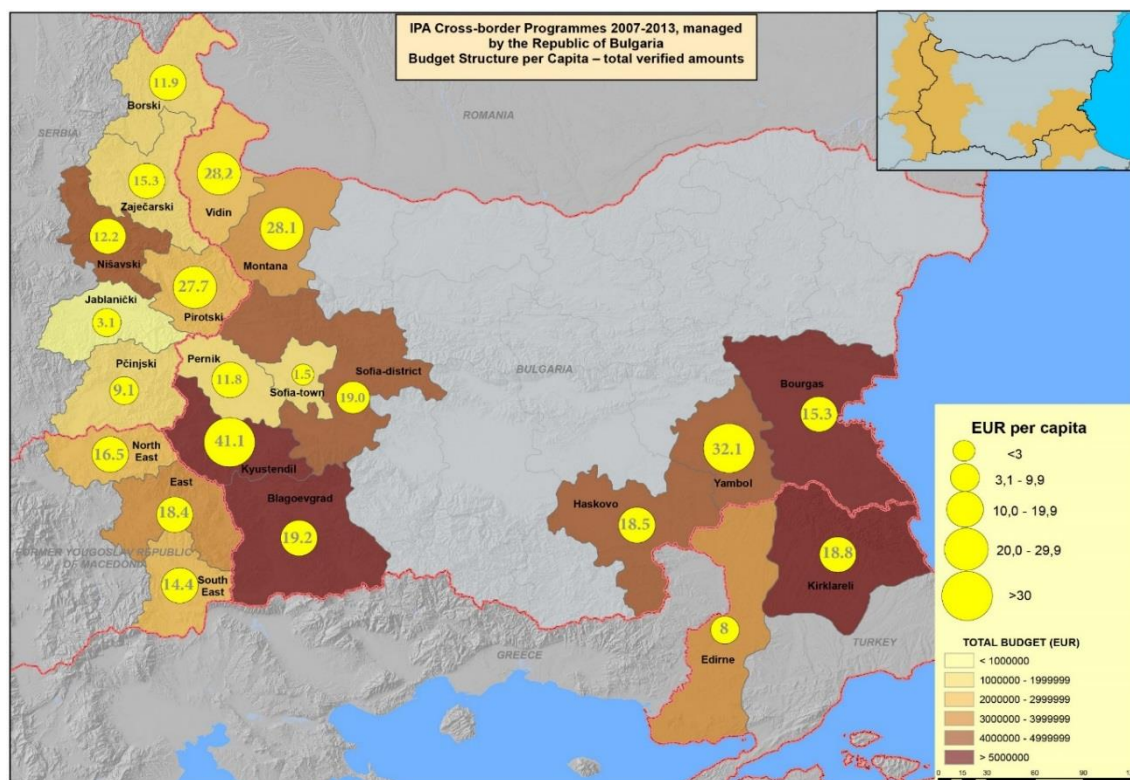 IPA Cross-border Programmes 2007-2013, managed
by the Republic of Bulgaria
Budget Structure per Capita – total verified amounts
ROMANIA
SERBIA
11.9
Borski
15.3
Zaječarski
28.2
Vidin
12.2
Nišavski
28.1
Montana
27.7
Pirotski
Jablanički
3.1
Pčinjski
9.1
Pernik
11.8
1.5
Sofia-town
Sofia-district
19.0
BULGARIA
41.1
Kyustendil
North
East
16.5
East
18.4
Blagoevgrad
19.2
FORMER YOUGOSLAV REPUBLIC
OF MACEDONIA
14.4
South
East
Bourgas
15.3
32.1
Yambol
Haskovo
18.5
18.8
Kirklareli
8
Edirne
GREECE
TURKEY
EUR per capita
<3
3,1 - 9,9
10,0 - 19,9
20,0 - 29,9
>30
TOTAL BUDGET (EUR)
< 1000000
1000000 - 1999999
2000000 - 2999999
3000000 - 3999999
4000000 - 4999999
> 5000000
0 15 30 60 90